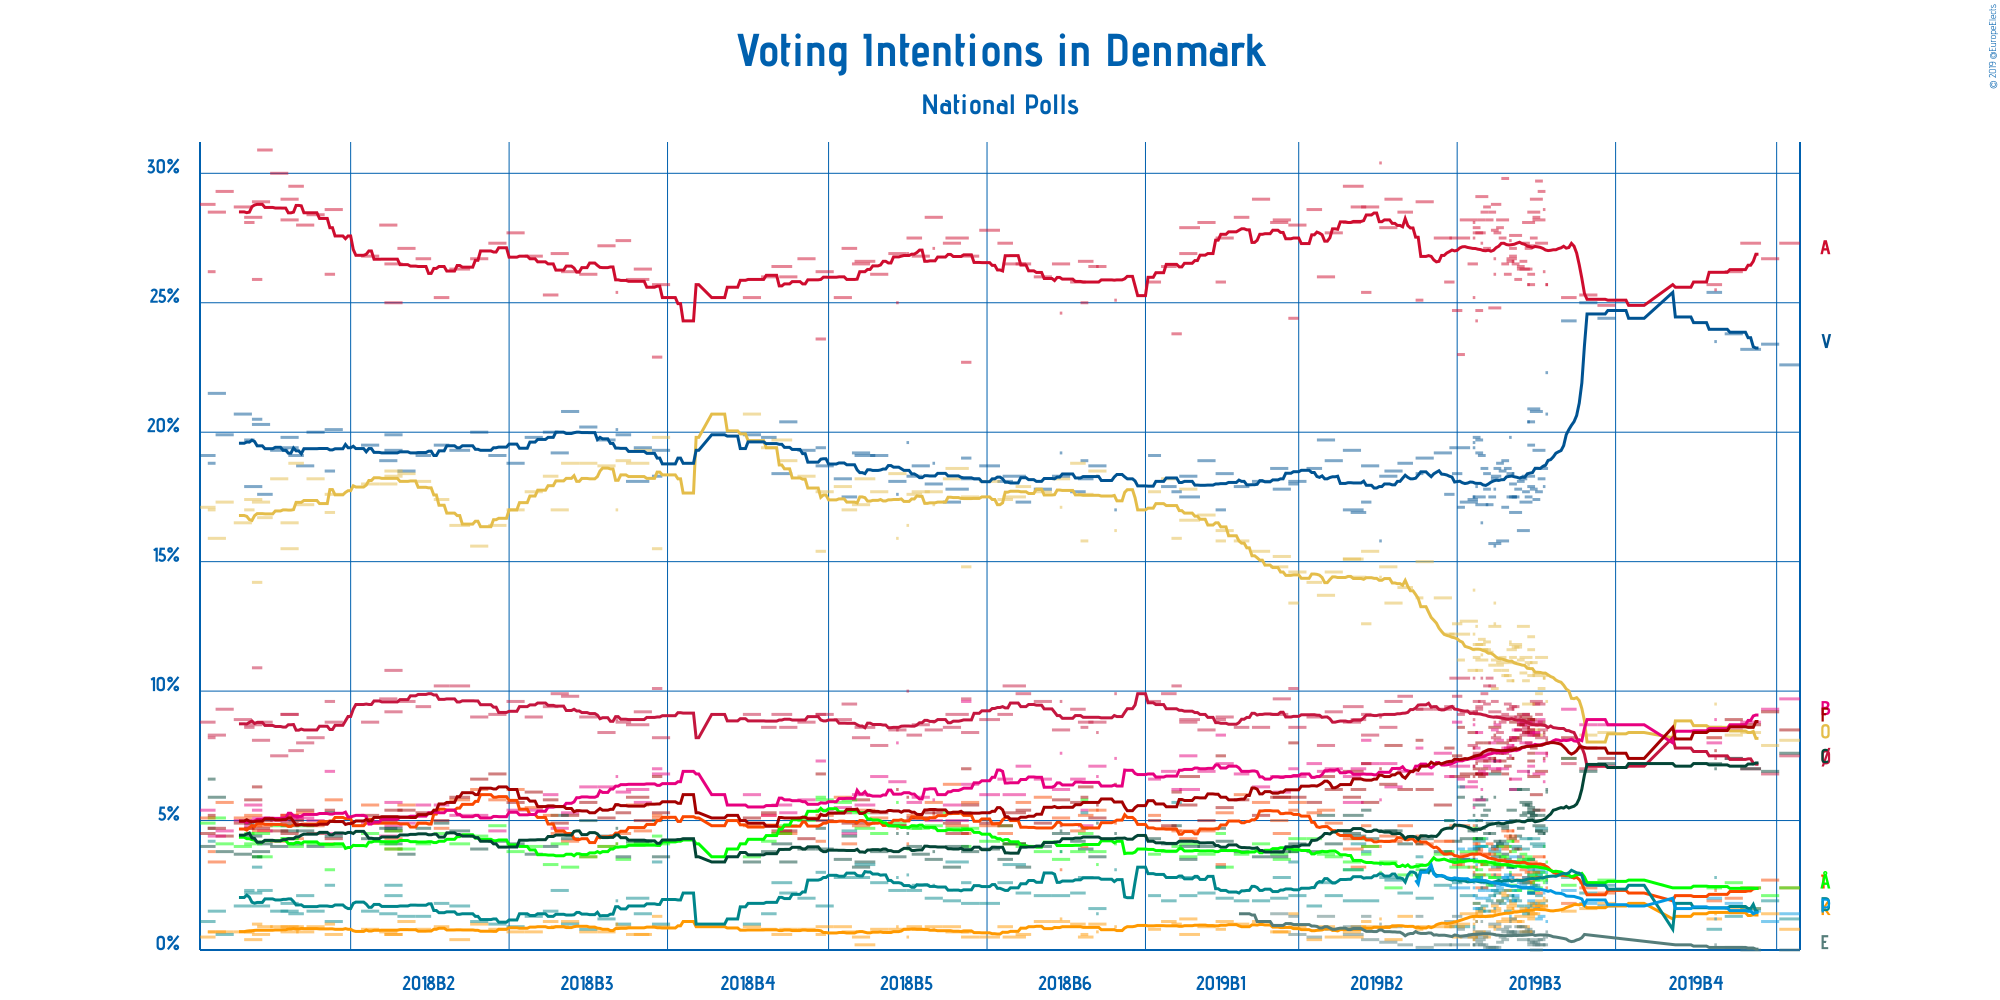 © 2019 @EuropeElects
Voting Intentions in Denmark
National Polls
30%
25%
20%
15%
10%
5%
0%
A
V
B
O
Å
E
2018B2
2018B3
2018B4
2018B5
2018B6
2019B1
2019B2
2019B3
2019B4